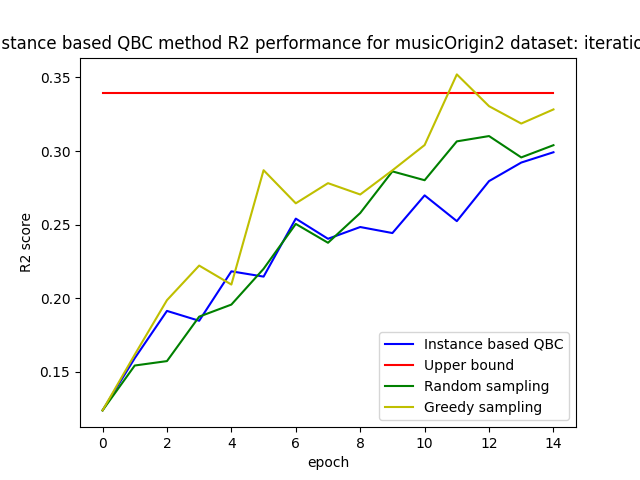 stance based QBC method R2 performance for musicOrigin2 dataset: iteratio
0.35
0.30
0.25
0.20
0.15
R2 score
0
2
4
6
8
10
12
14
epoch
Instance based QBC
Upper bound
Random sampling
Greedy sampling